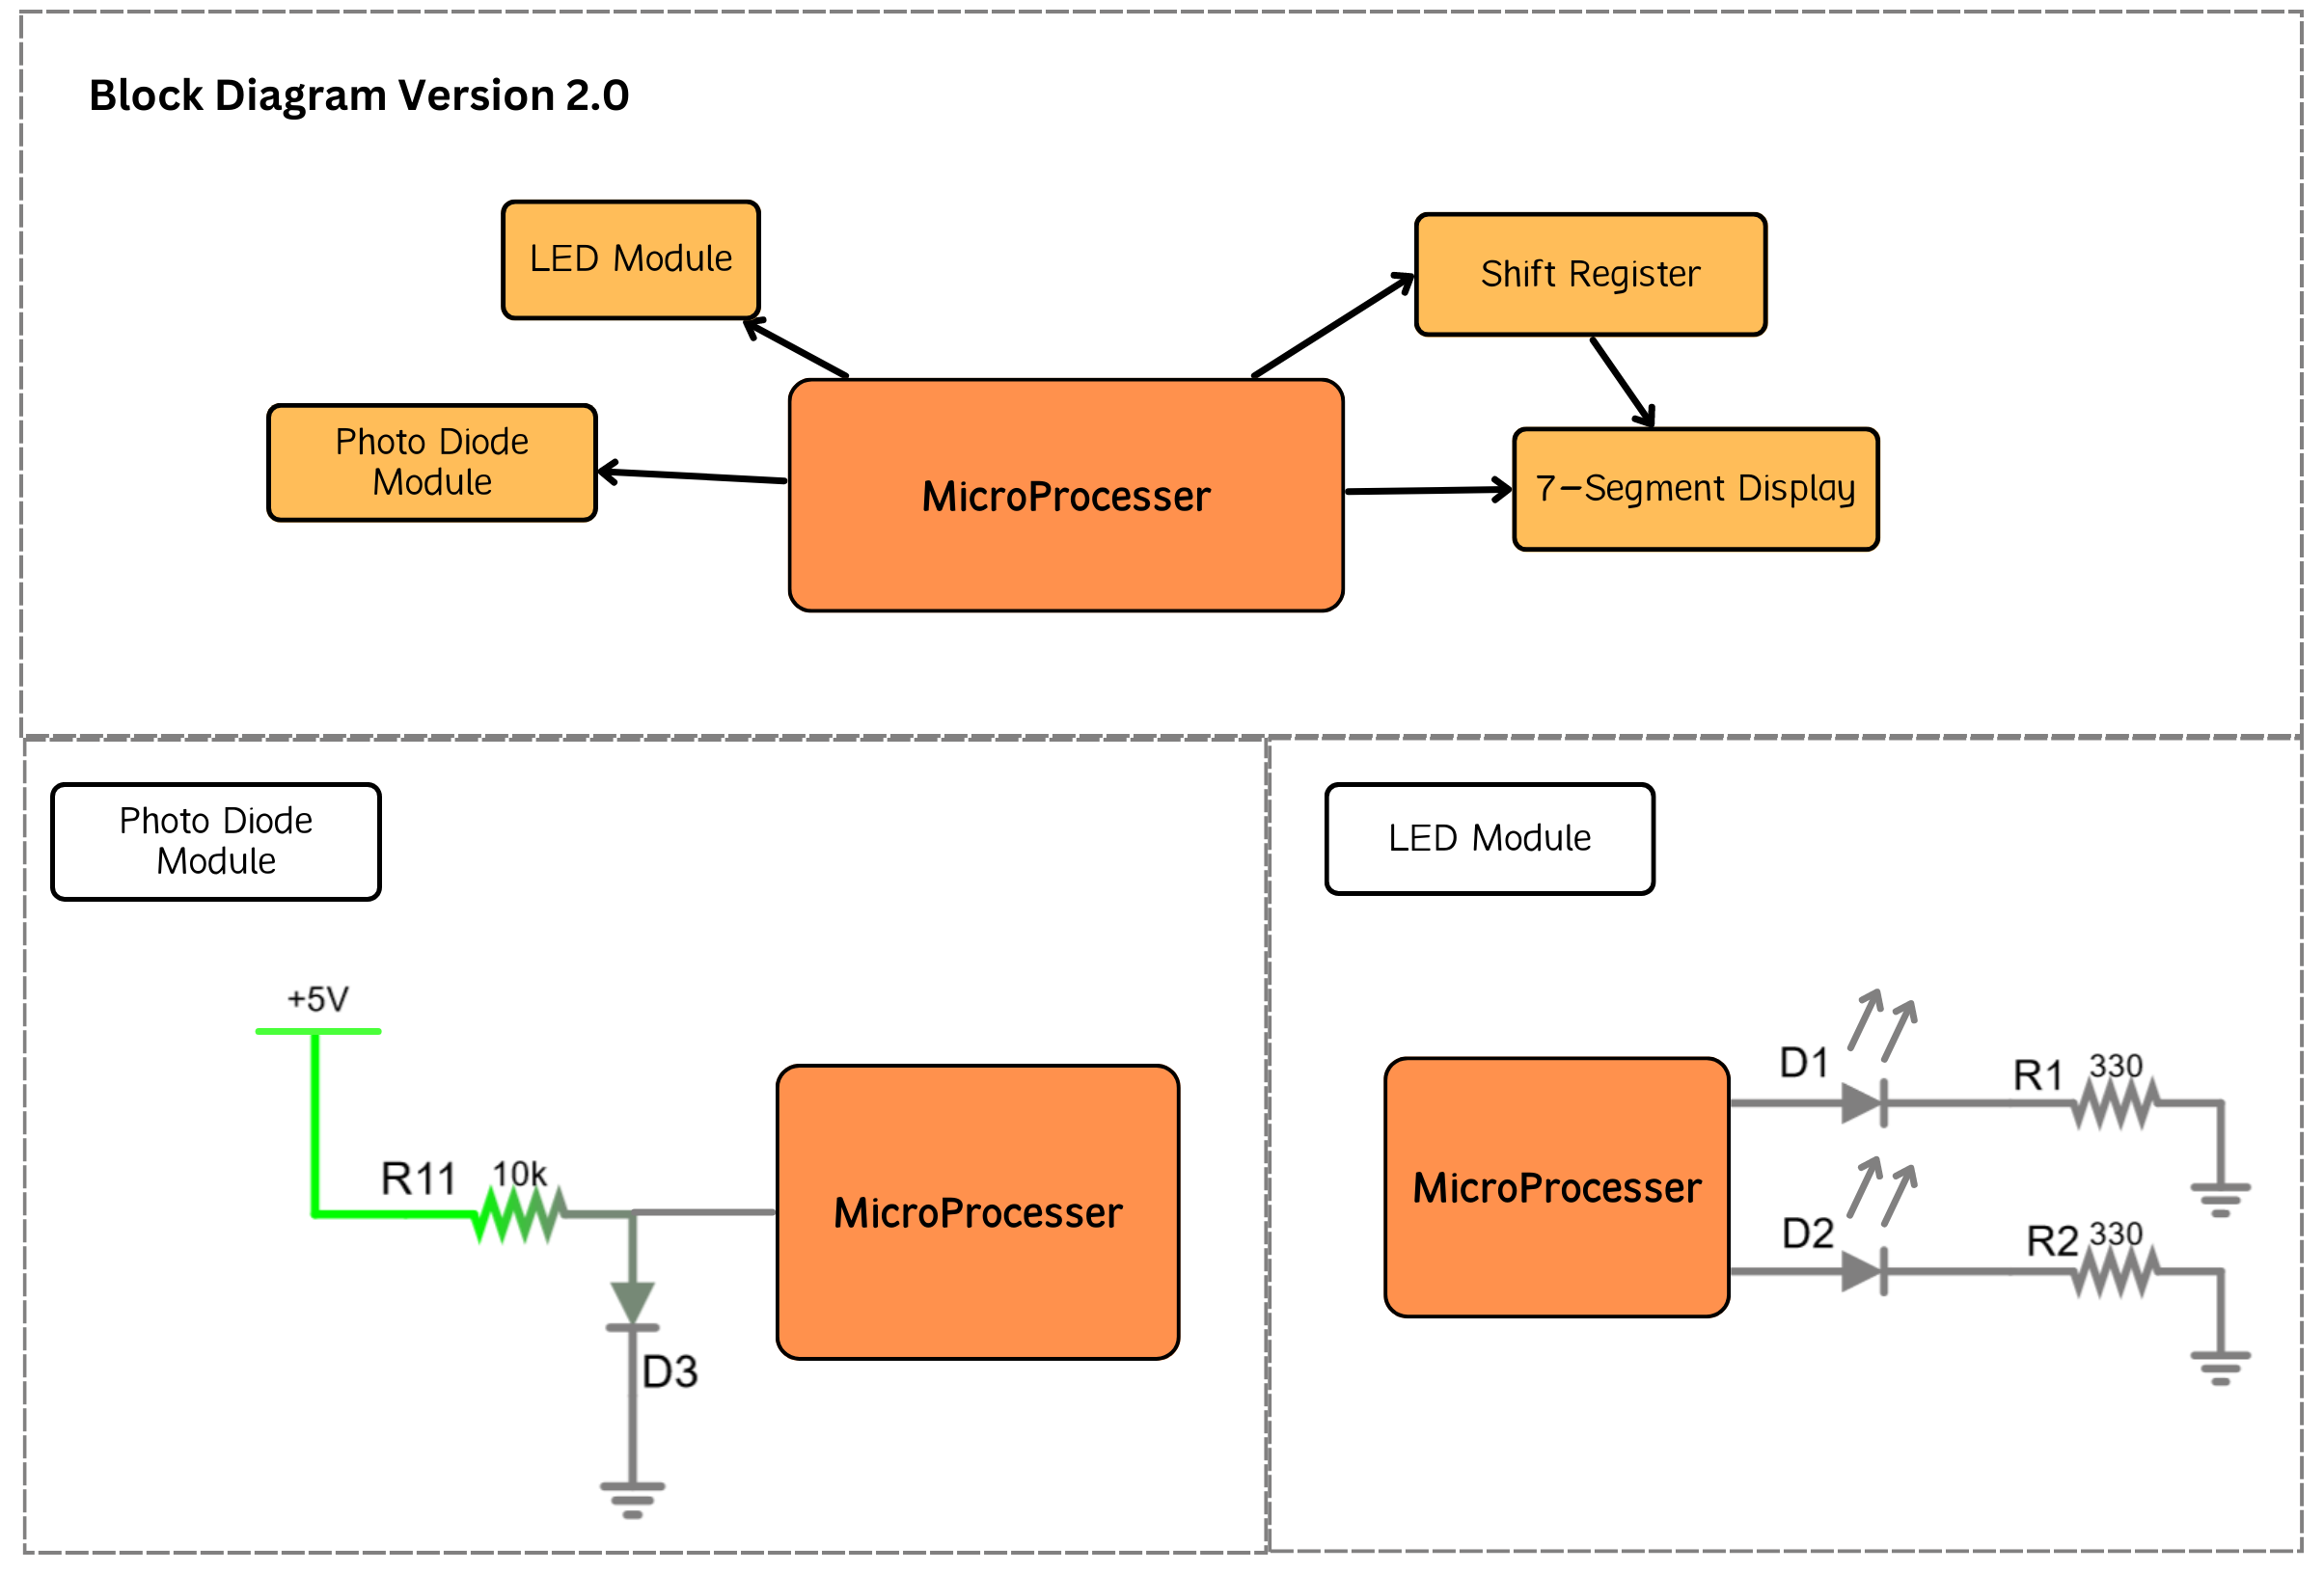 Block Diagram Version 2.0
LED Module
Shift Register
Photo Diode
Module
MicroProcesser
7-Segment Display
Photo Diode
Module
+5V
R11 10k
MicroProcesser
D3
LED Module
D1
R1 330
MicroProcesser
D2
R2 330